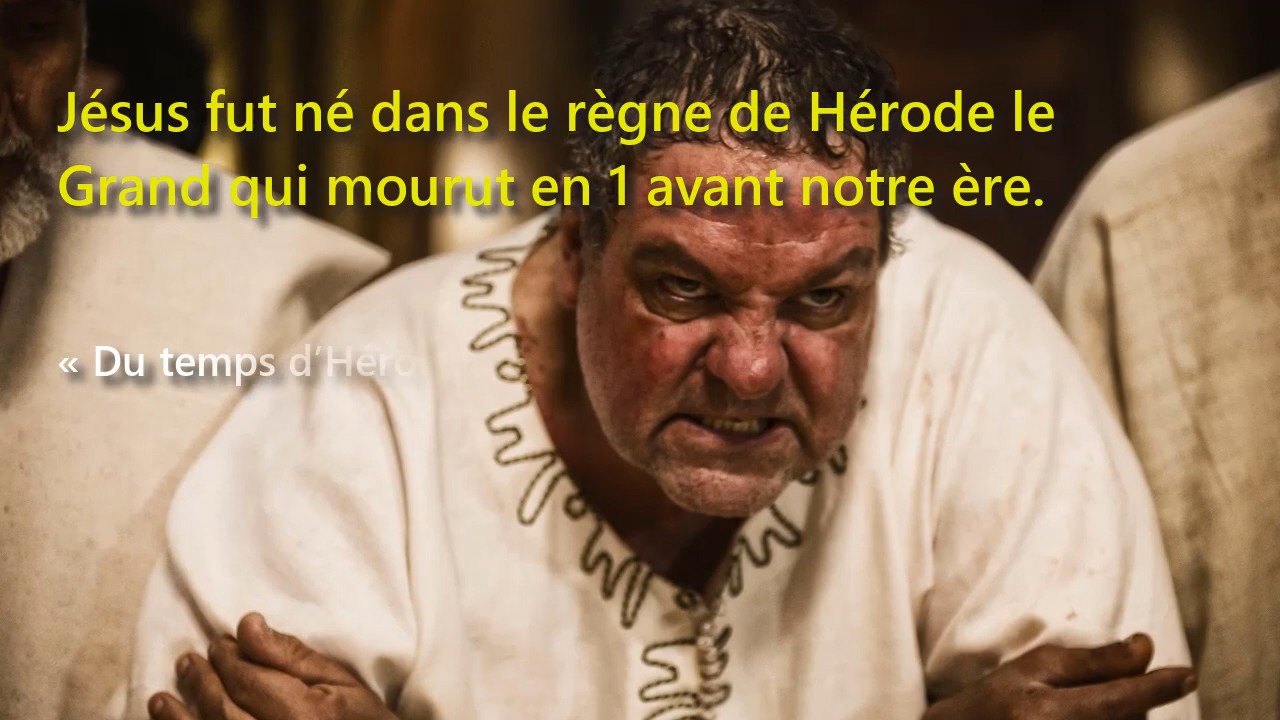 Jésus fut né dans le règne de Hérode le
Grand qui mourut en 1 avant notre ère.
« Du temps d’Héro